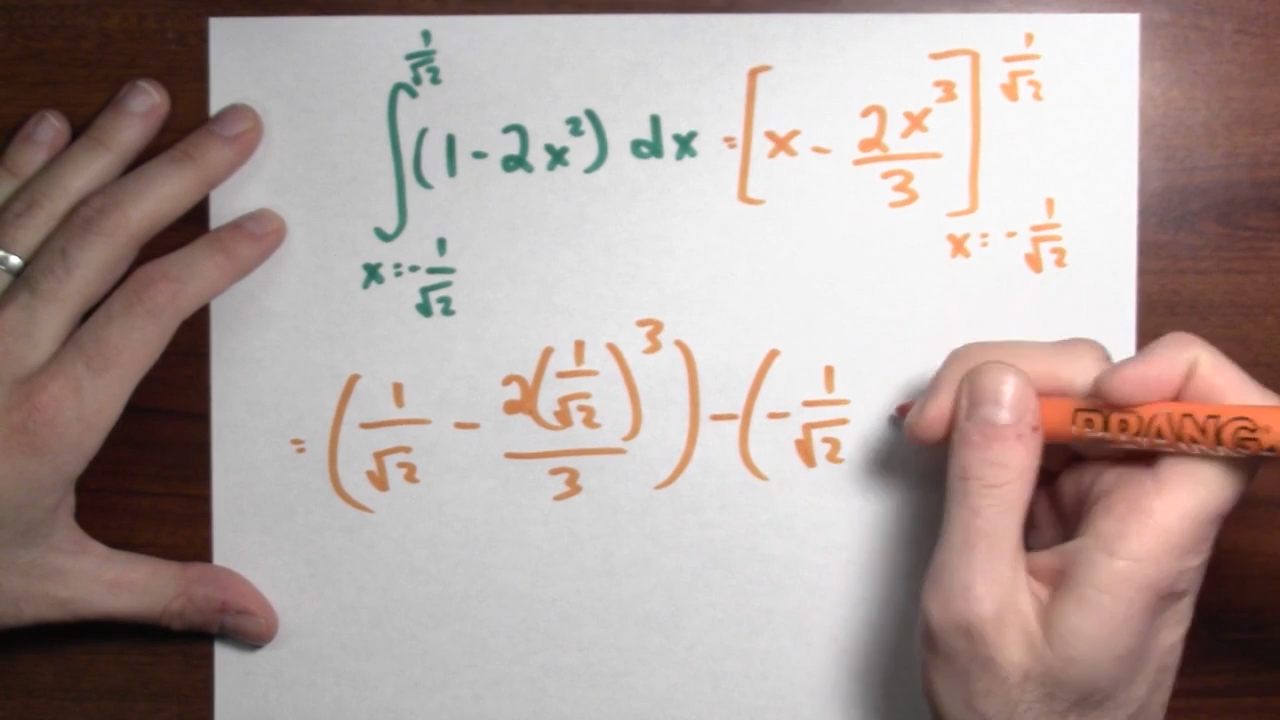 ∫_{x=-1/√2}^{1/√2} (1-2x²) dx = [x - 2x³/3]_{x=-1/√2}^{1/√2}
= (1/√2 - 2(1/√2)³/3) - (-1/√2
PRANG